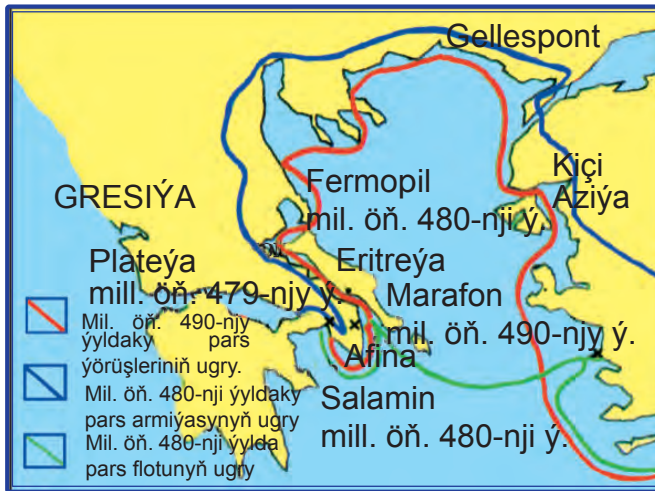 Gellespont
Kiçi
Aziýa
Fermopil
mil. öň. 480-nji ý.
GRESIÝA
Eritreýa
Plateýa
mill. öň. 479-njy ý.
Marafon
mil. öň. 490-njy ý.
Afina
Salamin
mill. öň. 480-nji ý.
Mil. öň. 490-njy
ýyldaky pars
ýörüşleriniň ugry.
Mil. öň. 480-nji ýyldaky
pars armiýasynyň ugry
Mil. öň. 480-nji ýylda
pars flotunyňi ugry